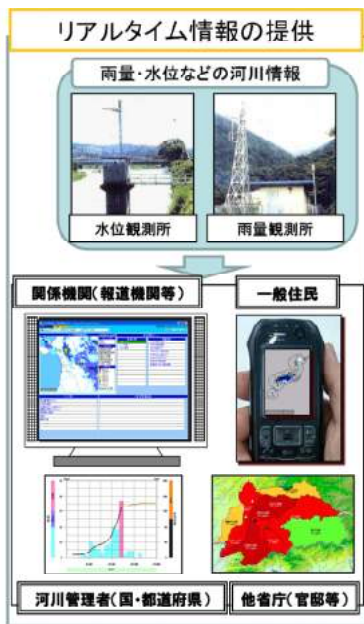 リアルタイム情報の提供
雨量・水位などの河川情報
水位観測所
雨量観測所
関係機関(報道機関等)
一般住民
河川管理者(国・都道府県)
他省庁(官邸等)